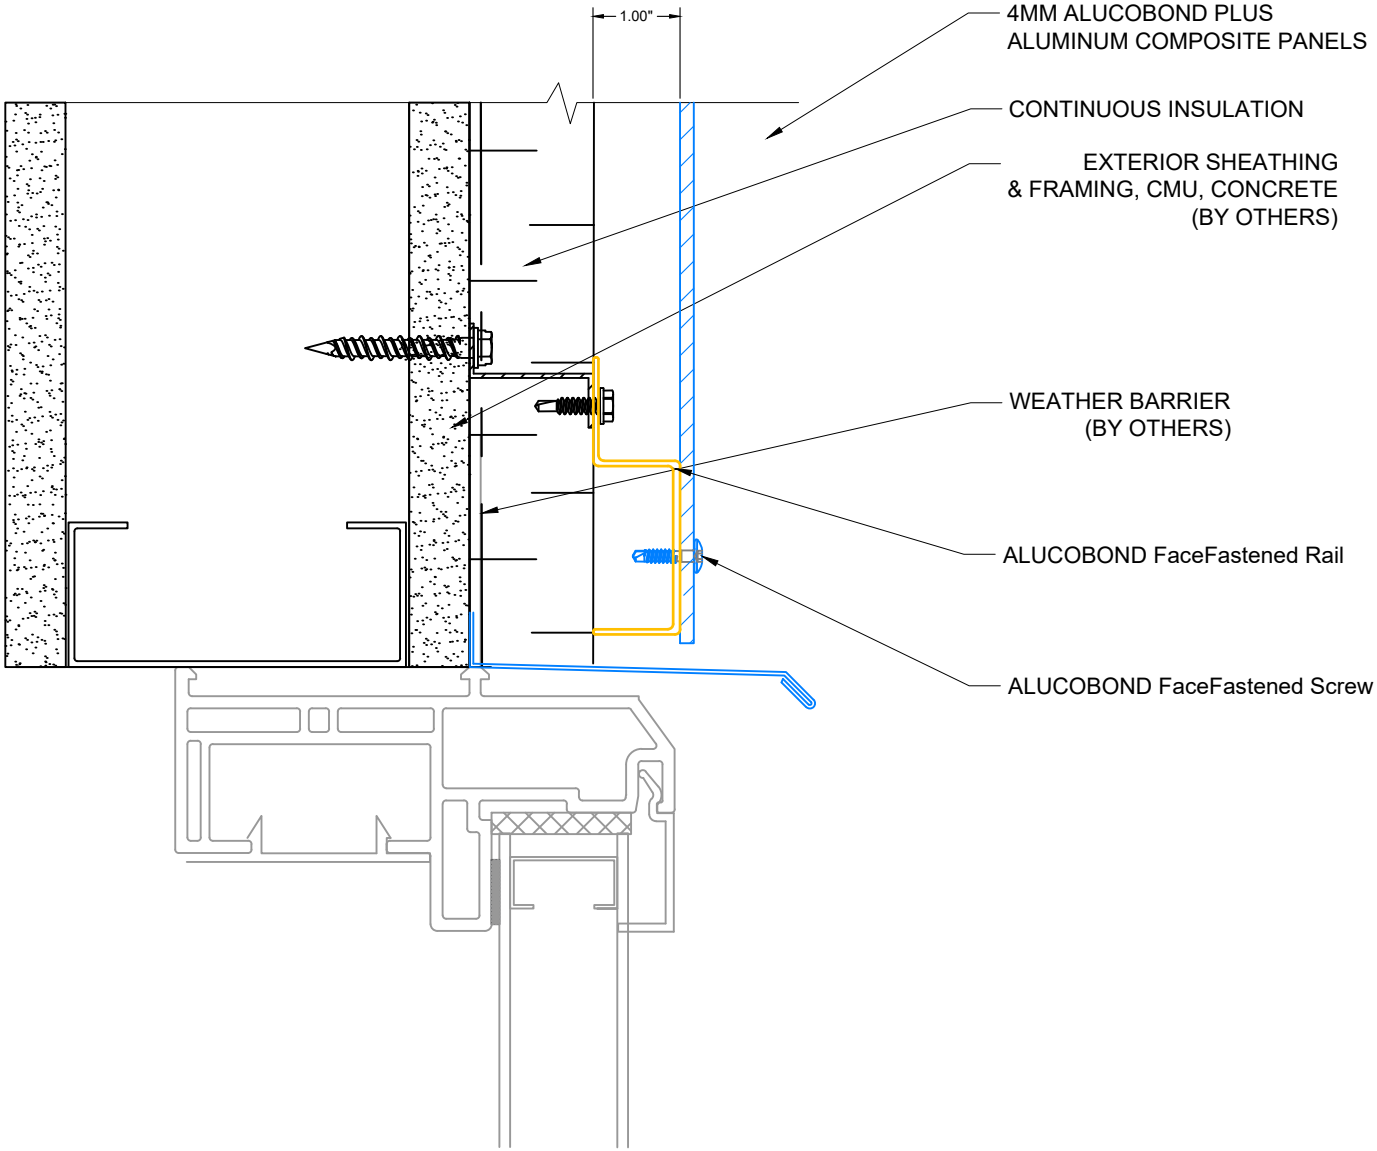 1.00"
4MM ALUCOBOND PLUS
ALUMINUM COMPOSITE PANELS
CONTINUOUS INSULATION
EXTERIOR SHEATHING
& FRAMING, CMU, CONCRETE
(BY OTHERS)
WEATHER BARRIER
(BY OTHERS)
ALUCOBOND FaceFastened Rail
ALUCOBOND FaceFastened Screw